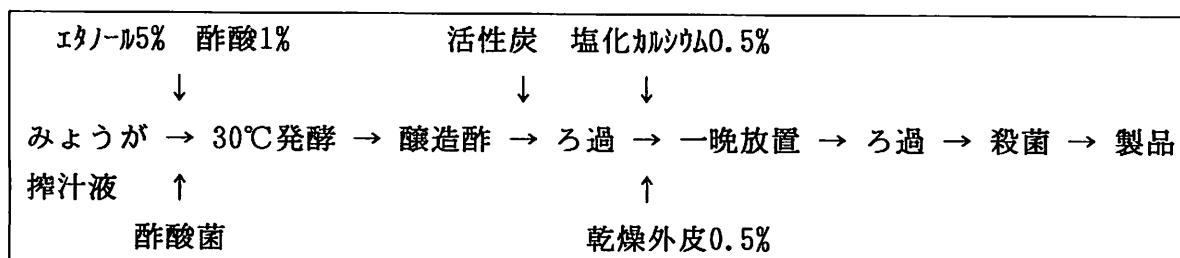 エタノール5% 酢酸1% 活性炭 塩化カルシウム0.5%
↓ ↓ ↓
みょうが → 30℃発酵 → 醸造酢 → ろ過 → 一晩放置 → ろ過 → 殺菌 → 製品
搾汁液 ↑ ↑
酢酸菌 乾燥外皮0.5%